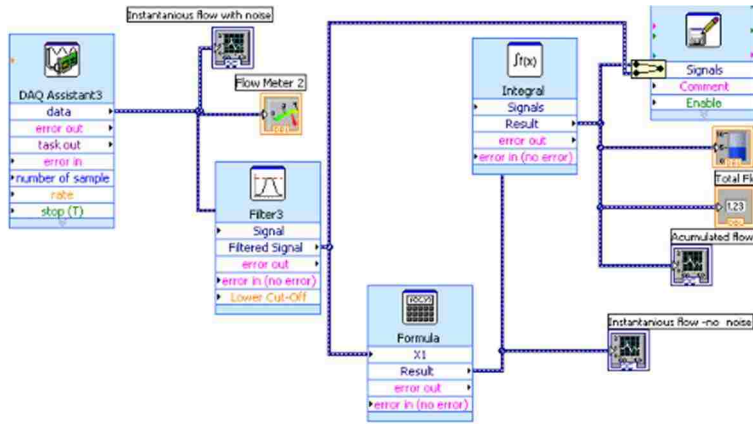 Instantanious flow with noise
DAQ Assistant3
data
error out
task out
error in
number of sample
rate
stop (T)
Flow Meter 2
Filter3
Signal
Filtered Signal
error out
error in (no error)
Lower Cut-Off
Formula
X1
Result
error out
error in (no error)
∫f(x)
Integral
Signals
Result
error out
error in (no error)
Signals
Comment
Enable
Total Fl
1.23
Acumulated flow
Instantanious flow -no noise